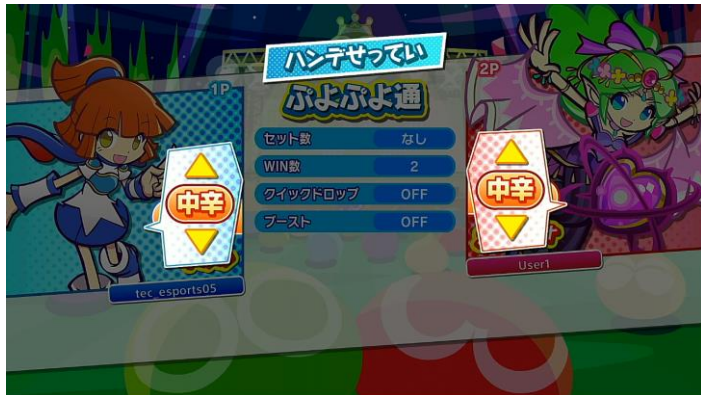 ハンデせってい
1P
2P
ぷよぷよ通
セット数 なし
WIN数 2
クイックドロップ OFF
ブースト OFF
中辛
中辛
tec_esports05
User1